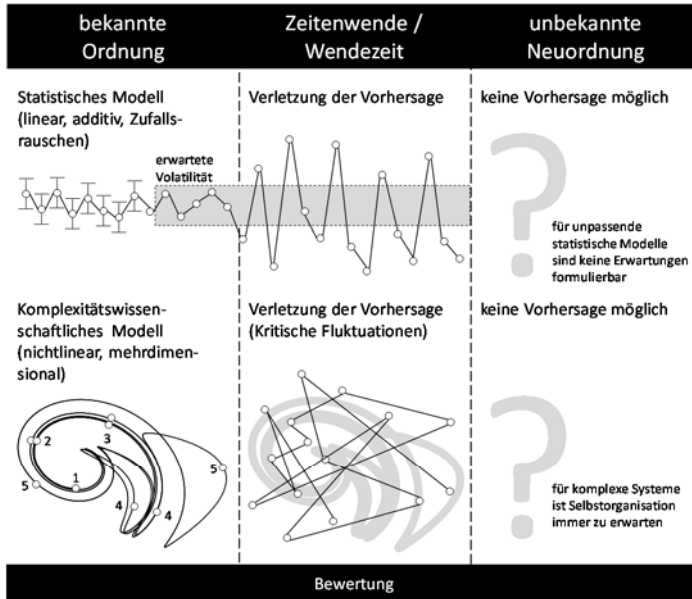 bekannte
Ordnung
Zeitenwende /
Wendezeit
unbekannte
Neuordnung
Statistisches Modell
(linear, additiv, Zufalls-
rauschen)
Verletzung der Vorhersage
keine Vorhersage möglich
erwartete
Volatilität
?
für unpassende
statistische Modelle
sind keine Erwartungen
formulierbar
Komplexitätswissen-
schaftliches Modell
(nichtlinear, mehrdimen-
sional)
Verletzung der Vorhersage
(Kritische Fluktuationen)
keine Vorhersage möglich
2
3
1
5
4
4
5
?
für komplexe Systeme
ist Selbstorganisation
immer zu erwarten
Bewertung